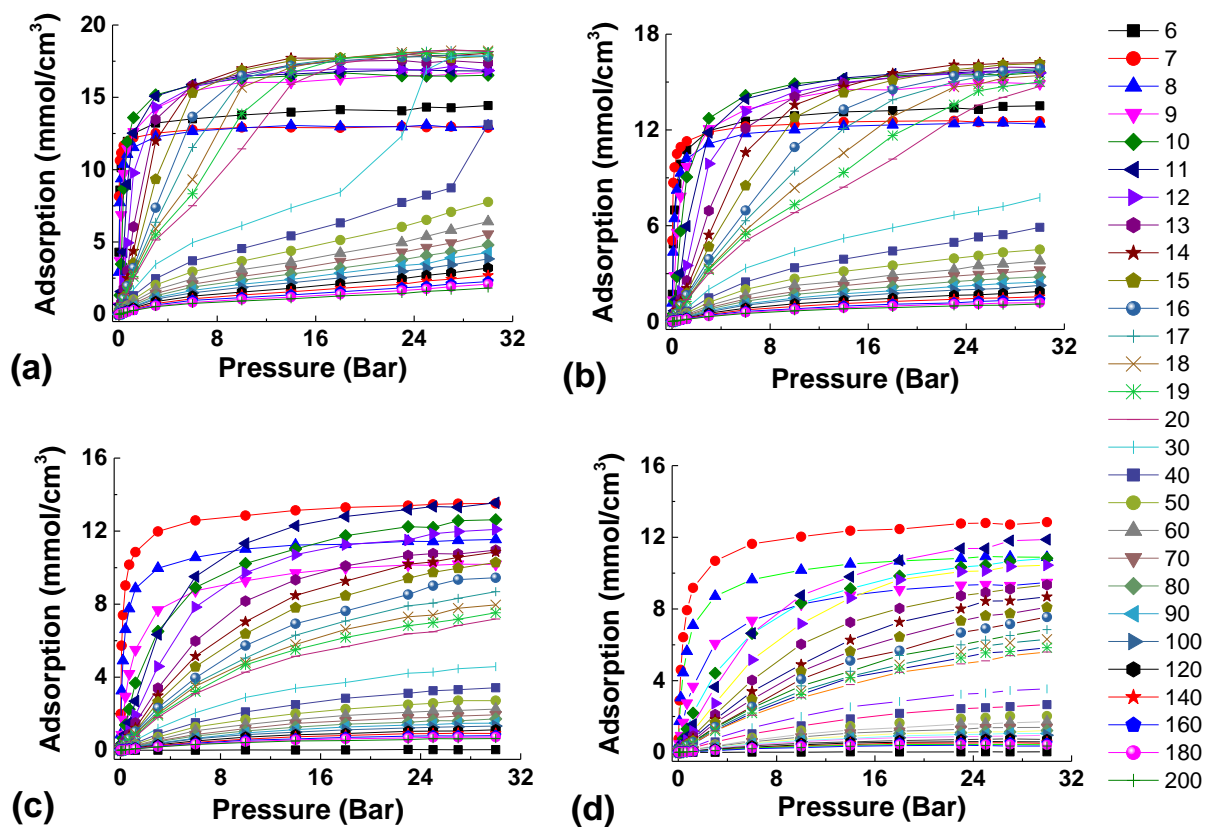 20
15
10
5
0
0 8 16 24 32
Adsorption (mmol/cm³)
Pressure (Bar)
(a)
18
12
6
0
0 8 16 24 32
Adsorption (mmol/cm³)
Pressure (Bar)
(b)
16
12
8
4
0
0 8 16 24 32
Adsorption (mmol/cm³)
Pressure (Bar)
(c)
16
12
8
4
0
0 8 16 24 32
Adsorption (mmol/cm³)
Pressure (Bar)
(d)
6
7
8
9
10
11
12
13
14
15
16
17
18
19
20
30
40
50
60
70
80
90
100
120
140
160
180
200